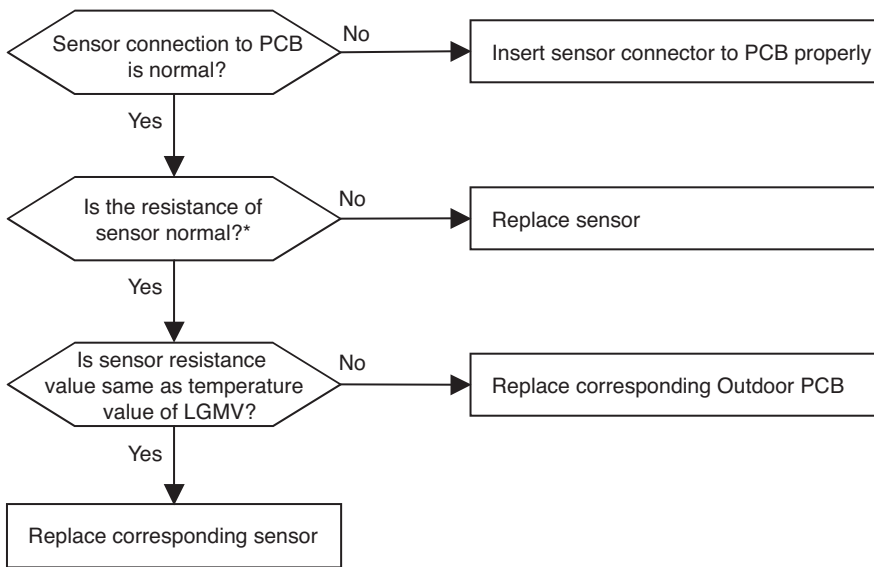 Sensor connection to PCB
is normal?
No
Insert sensor connector to PCB properly
Yes
Is the resistance of
sensor normal?*
No
Replace sensor
Yes
Is sensor resistance
value same as temperature
value of LGMV?
No
Replace corresponding Outdoor PCB
Yes
Replace corresponding sensor